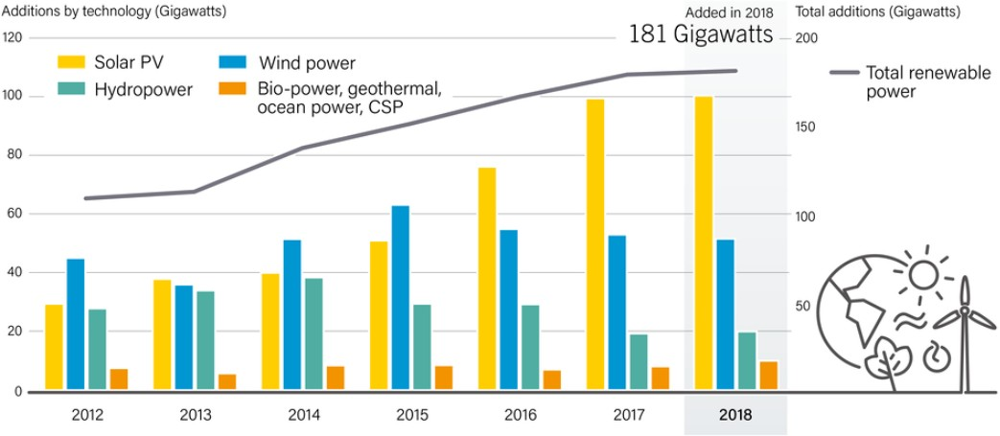 Additions by technology (Gigawatts)
Added in 2018
181 Gigawatts
Total additions (Gigawatts)
120
100
80
60
40
20
0
Solar PV
Wind power
Hydropower
Bio-power, geothermal,
ocean power, CSP
200
150
100
50
Total renewable
power
2012
2013
2014
2015
2016
2017
2018